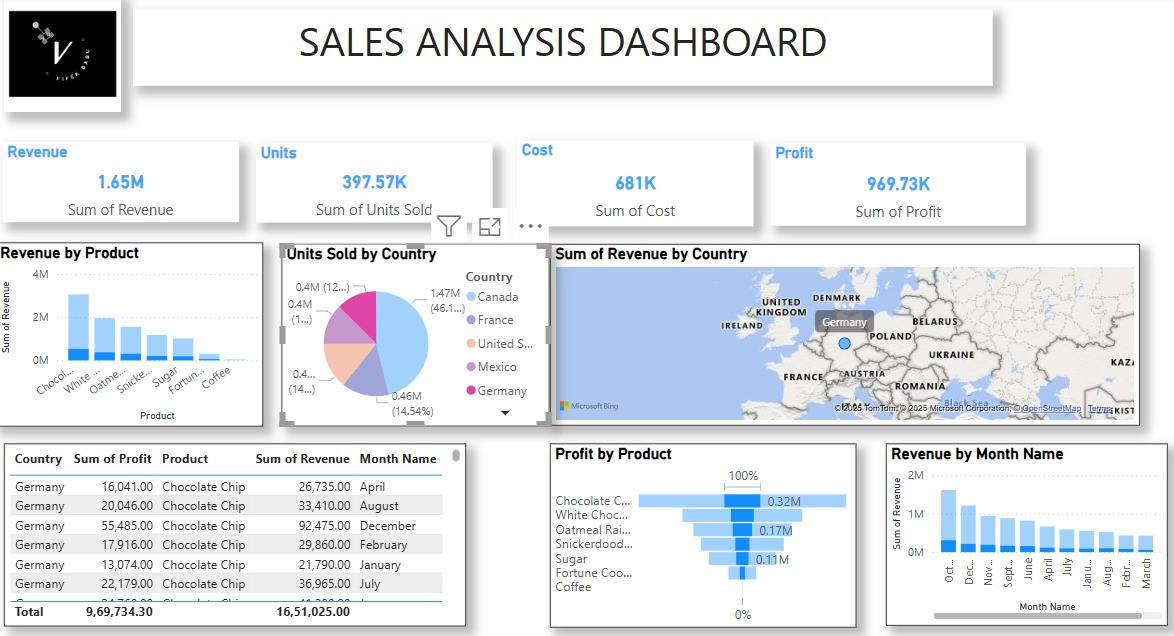 V
VIVEK BABU
SALES ANALYSIS DASHBOARD
Revenue
1.65M
Sum of Revenue
Units
397.57K
Sum of Units Sold
Cost
681K
Sum of Cost
Profit
969.73K
Sum of Profit
Revenue by Product
Sum of Revenue
4M
2M
0M
Chocol...
White ...
Oatme...
Snicke...
Sugar
Fortun...
Coffee
Product
Units Sold by Country
0.4M (12...)
0.4M
(1...)
0.4...
(14...)
1.47M
(46.1...)
0.46M
(14.54%)
Country
Canada
France
United S...
Mexico
Germany
Sum of Revenue by Country
UNITED
KINGDOM
IRELAND
DENMARK
Germany
POLAND
BELARUS
UKRAINE
FRANCE
AUSTRIA
ROMANIA
KAZ
Black Sea
Microsoft Bing
© 2025 TomTom, © 2025 Microsoft Corporation, © OpenStreetMap Terms
Country Sum of Profit Product Sum of Revenue Month Name
Germany 16,041.00 Chocolate Chip 26,735.00 April
Germany 20,046.00 Chocolate Chip 33,410.00 August
Germany 55,485.00 Chocolate Chip 92,475.00 December
Germany 17,916.00 Chocolate Chip 29,860.00 February
Germany 13,074.00 Chocolate Chip 21,790.00 January
Germany 22,179.00 Chocolate Chip 36,965.00 July
Total 9,69,734.30 16,51,025.00
Profit by Product
100%
Chocolate C... 0.32M
White Choc...
Oatmeal Rai... 0.17M
Snickerdood...
Sugar 0.11M
Fortune Coo...
Coffee
0%
Revenue by Month Name
Sum of Revenue
2M
1M
0M
Oct...
Dec...
Nov...
Sept...
June
April
July
Janu...
Aug...
Febr...
March
Month Name